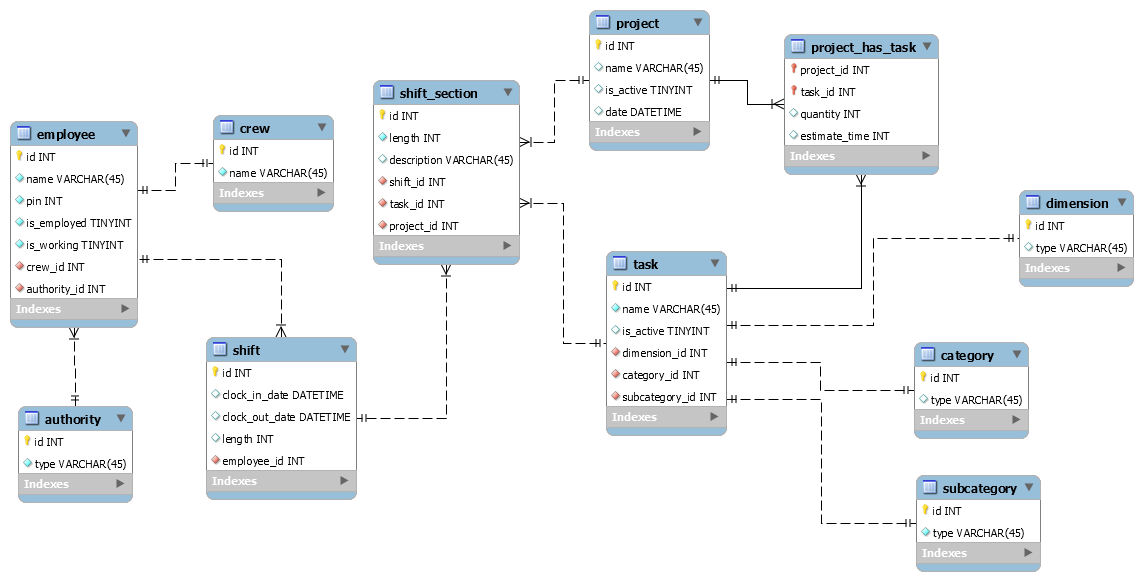 project
id INT
name VARCHAR(45)
is_active TINYINT
date DATETIME
Indexes
project_has_task
project_id INT
task_id INT
quantity INT
estimate_time INT
Indexes
shift_section
id INT
length INT
description VARCHAR(45)
shift_id INT
task_id INT
project_id INT
Indexes
employee
id INT
name VARCHAR(45)
pin INT
is_employed TINYINT
is_working TINYINT
crew_id INT
authority_id INT
Indexes
crew
id INT
name VARCHAR(45)
Indexes
dimension
id INT
type VARCHAR(45)
Indexes
task
id INT
name VARCHAR(45)
is_active TINYINT
dimension_id INT
category_id INT
subcategory_id INT
Indexes
shift
id INT
clock_in_date DATETIME
clock_out_date DATETIME
length INT
employee_id INT
Indexes
category
id INT
type VARCHAR(45)
Indexes
authority
id INT
type VARCHAR(45)
Indexes
subcategory
id INT
type VARCHAR(45)
Indexes